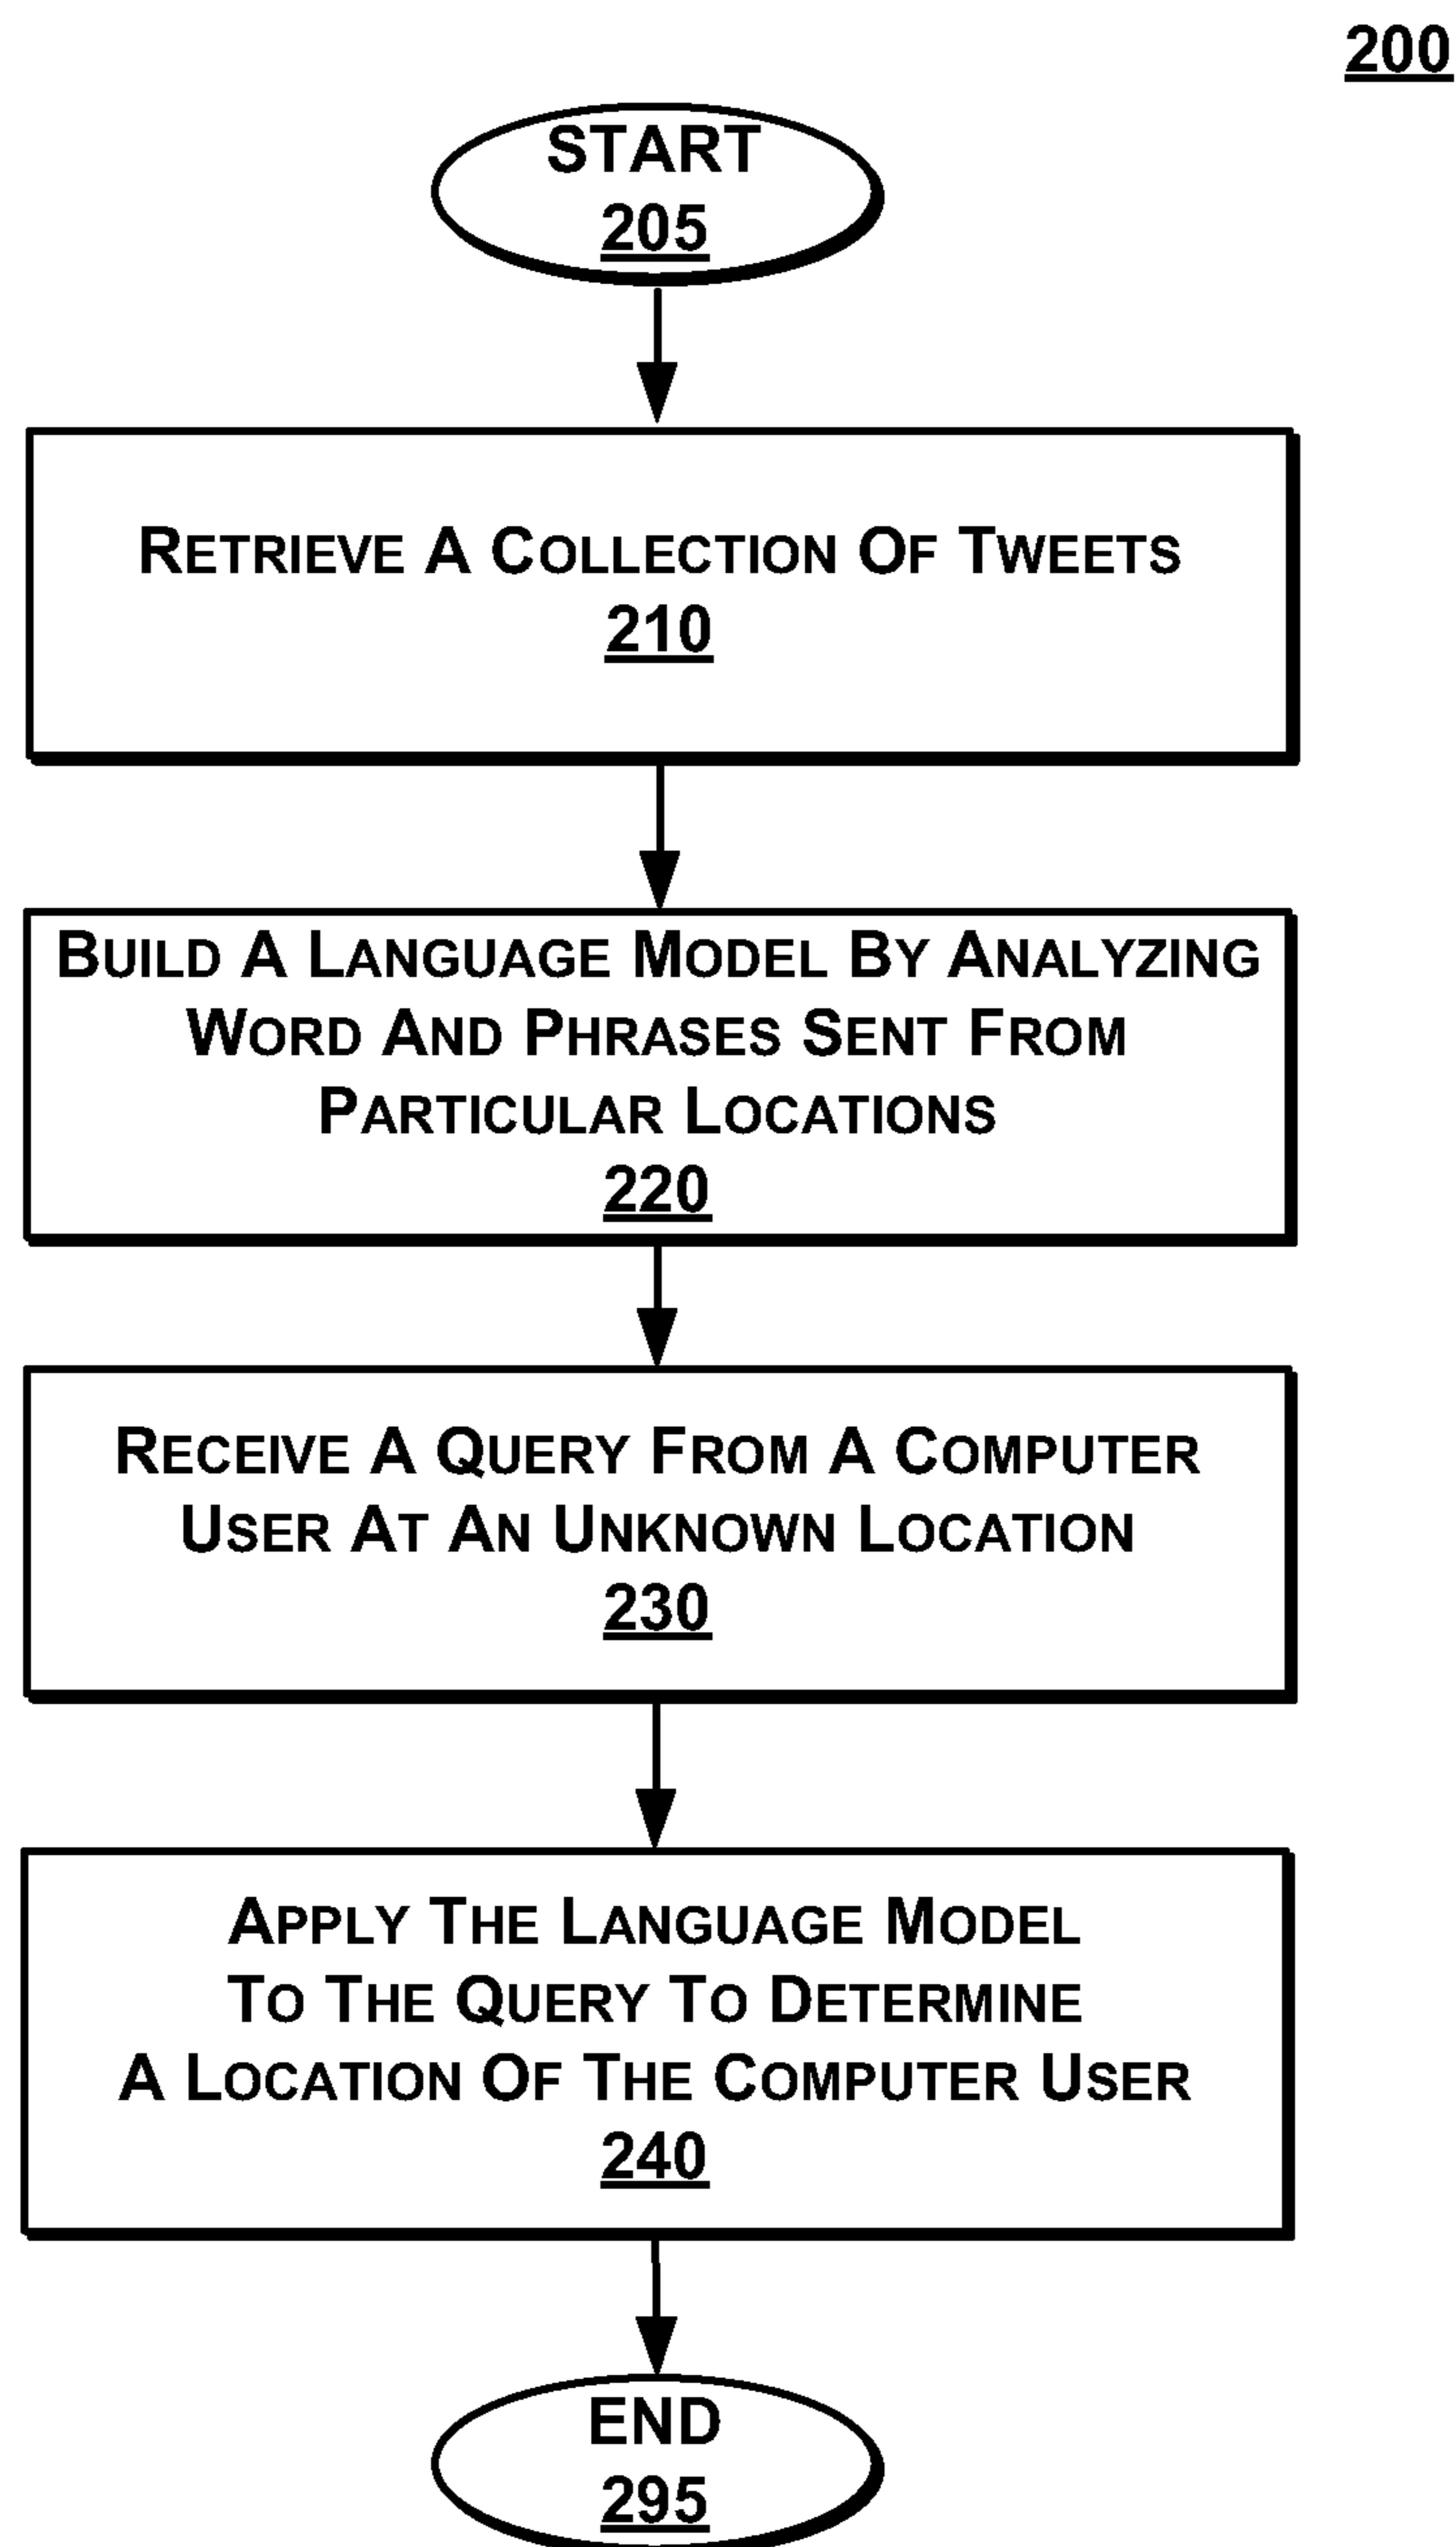 200
START
205
RETRIEVE A COLLECTION OF TWEETS
210
BUILD A LANGUAGE MODEL BY ANALYZING
WORD AND PHRASES SENT FROM
PARTICULAR LOCATIONS
220
RECEIVE A QUERY FROM A COMPUTER
USER AT AN UNKNOWN LOCATION
230
APPLY THE LANGUAGE MODEL
TO THE QUERY TO DETERMINE
A LOCATION OF THE COMPUTER USER
240
END
295